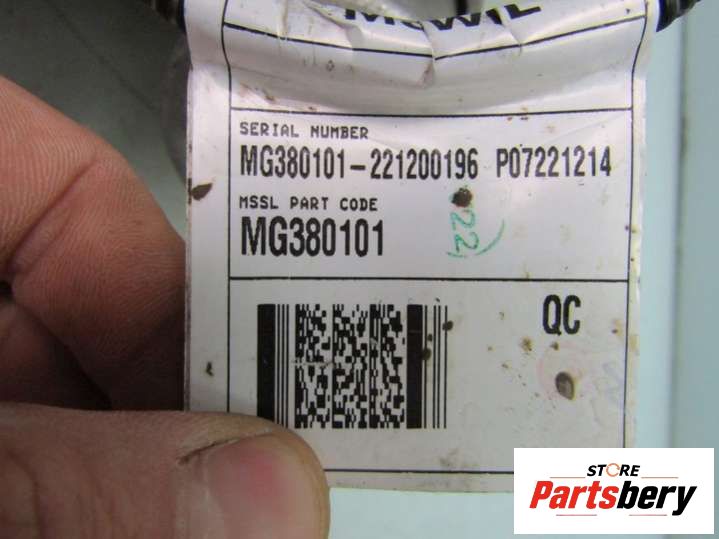 SERIAL NUMBER
MG380101-221200196 P07221214
MSSL PART CODE
MG380101
22
QC
STORE
Partsbery